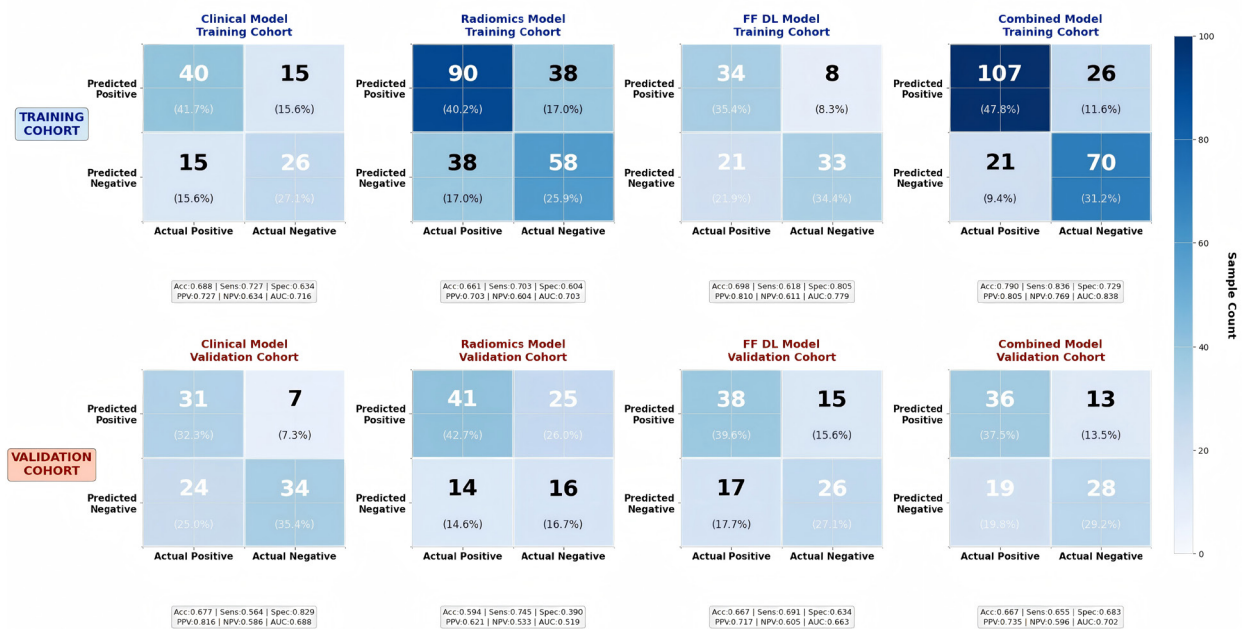 Clinical Model
Training Cohort
Radiomics Model
Training Cohort
FF DL Model
Training Cohort
Combined Model
Training Cohort
TRAINING
COHORT
Predicted
Positive
40
(41.7%)
15
(15.6%)
Predicted
Negative
15
(15.6%)
26
(27.1%)
Actual Positive
Actual Negative
Acc:0.688 | Sens:0.727 | Spec:0.634
PPV:0.727 | NPV:0.634 | AUC:0.716
Predicted
Positive
90
(40.2%)
38
(17.0%)
Predicted
Negative
38
(17.0%)
58
(25.9%)
Actual Positive
Actual Negative
Acc:0.661 | Sens:0.703 | Spec:0.604
PPV:0.703 | NPV:0.604 | AUC:0.703
Predicted
Positive
34
(35.4%)
8
(8.3%)
Predicted
Negative
21
(21.9%)
33
(34.4%)
Actual Positive
Actual Negative
Acc:0.698 | Sens:0.618 | Spec:0.805
PPV:0.810 | NPV:0.611 | AUC:0.779
Predicted
Positive
107
(47.8%)
26
(11.6%)
Predicted
Negative
21
(9.4%)
70
(31.2%)
Actual Positive
Actual Negative
Acc:0.790 | Sens:0.836 | Spec:0.729
PPV:0.805 | NPV:0.769 | AUC:0.838
Clinical Model
Validation Cohort
Radiomics Model
Validation Cohort
FF DL Model
Validation Cohort
Combined Model
Validation Cohort
VALIDATION
COHORT
Predicted
Positive
31
(32.3%)
7
(7.3%)
Predicted
Negative
24
(25.0%)
34
(35.4%)
Actual Positive
Actual Negative
Acc:0.677 | Sens:0.564 | Spec:0.829
PPV:0.816 | NPV:0.586 | AUC:0.688
Predicted
Positive
41
(42.7%)
25
(26.0%)
Predicted
Negative
14
(14.6%)
16
(16.7%)
Actual Positive
Actual Negative
Acc:0.594 | Sens:0.745 | Spec:0.390
PPV:0.621 | NPV:0.533 | AUC:0.519
Predicted
Positive
38
(39.6%)
15
(15.6%)
Predicted
Negative
17
(17.7%)
26
(27.1%)
Actual Positive
Actual Negative
Acc:0.667 | Sens:0.691 | Spec:0.634
PPV:0.717 | NPV:0.605 | AUC:0.663
Predicted
Positive
36
(37.5%)
13
(13.5%)
Predicted
Negative
19
(19.8%)
28
(29.2%)
Actual Positive
Actual Negative
Acc:0.667 | Sens:0.655 | Spec:0.683
PPV:0.735 | NPV:0.596 | AUC:0.702
100
80
60
40
20
0
Sample Count